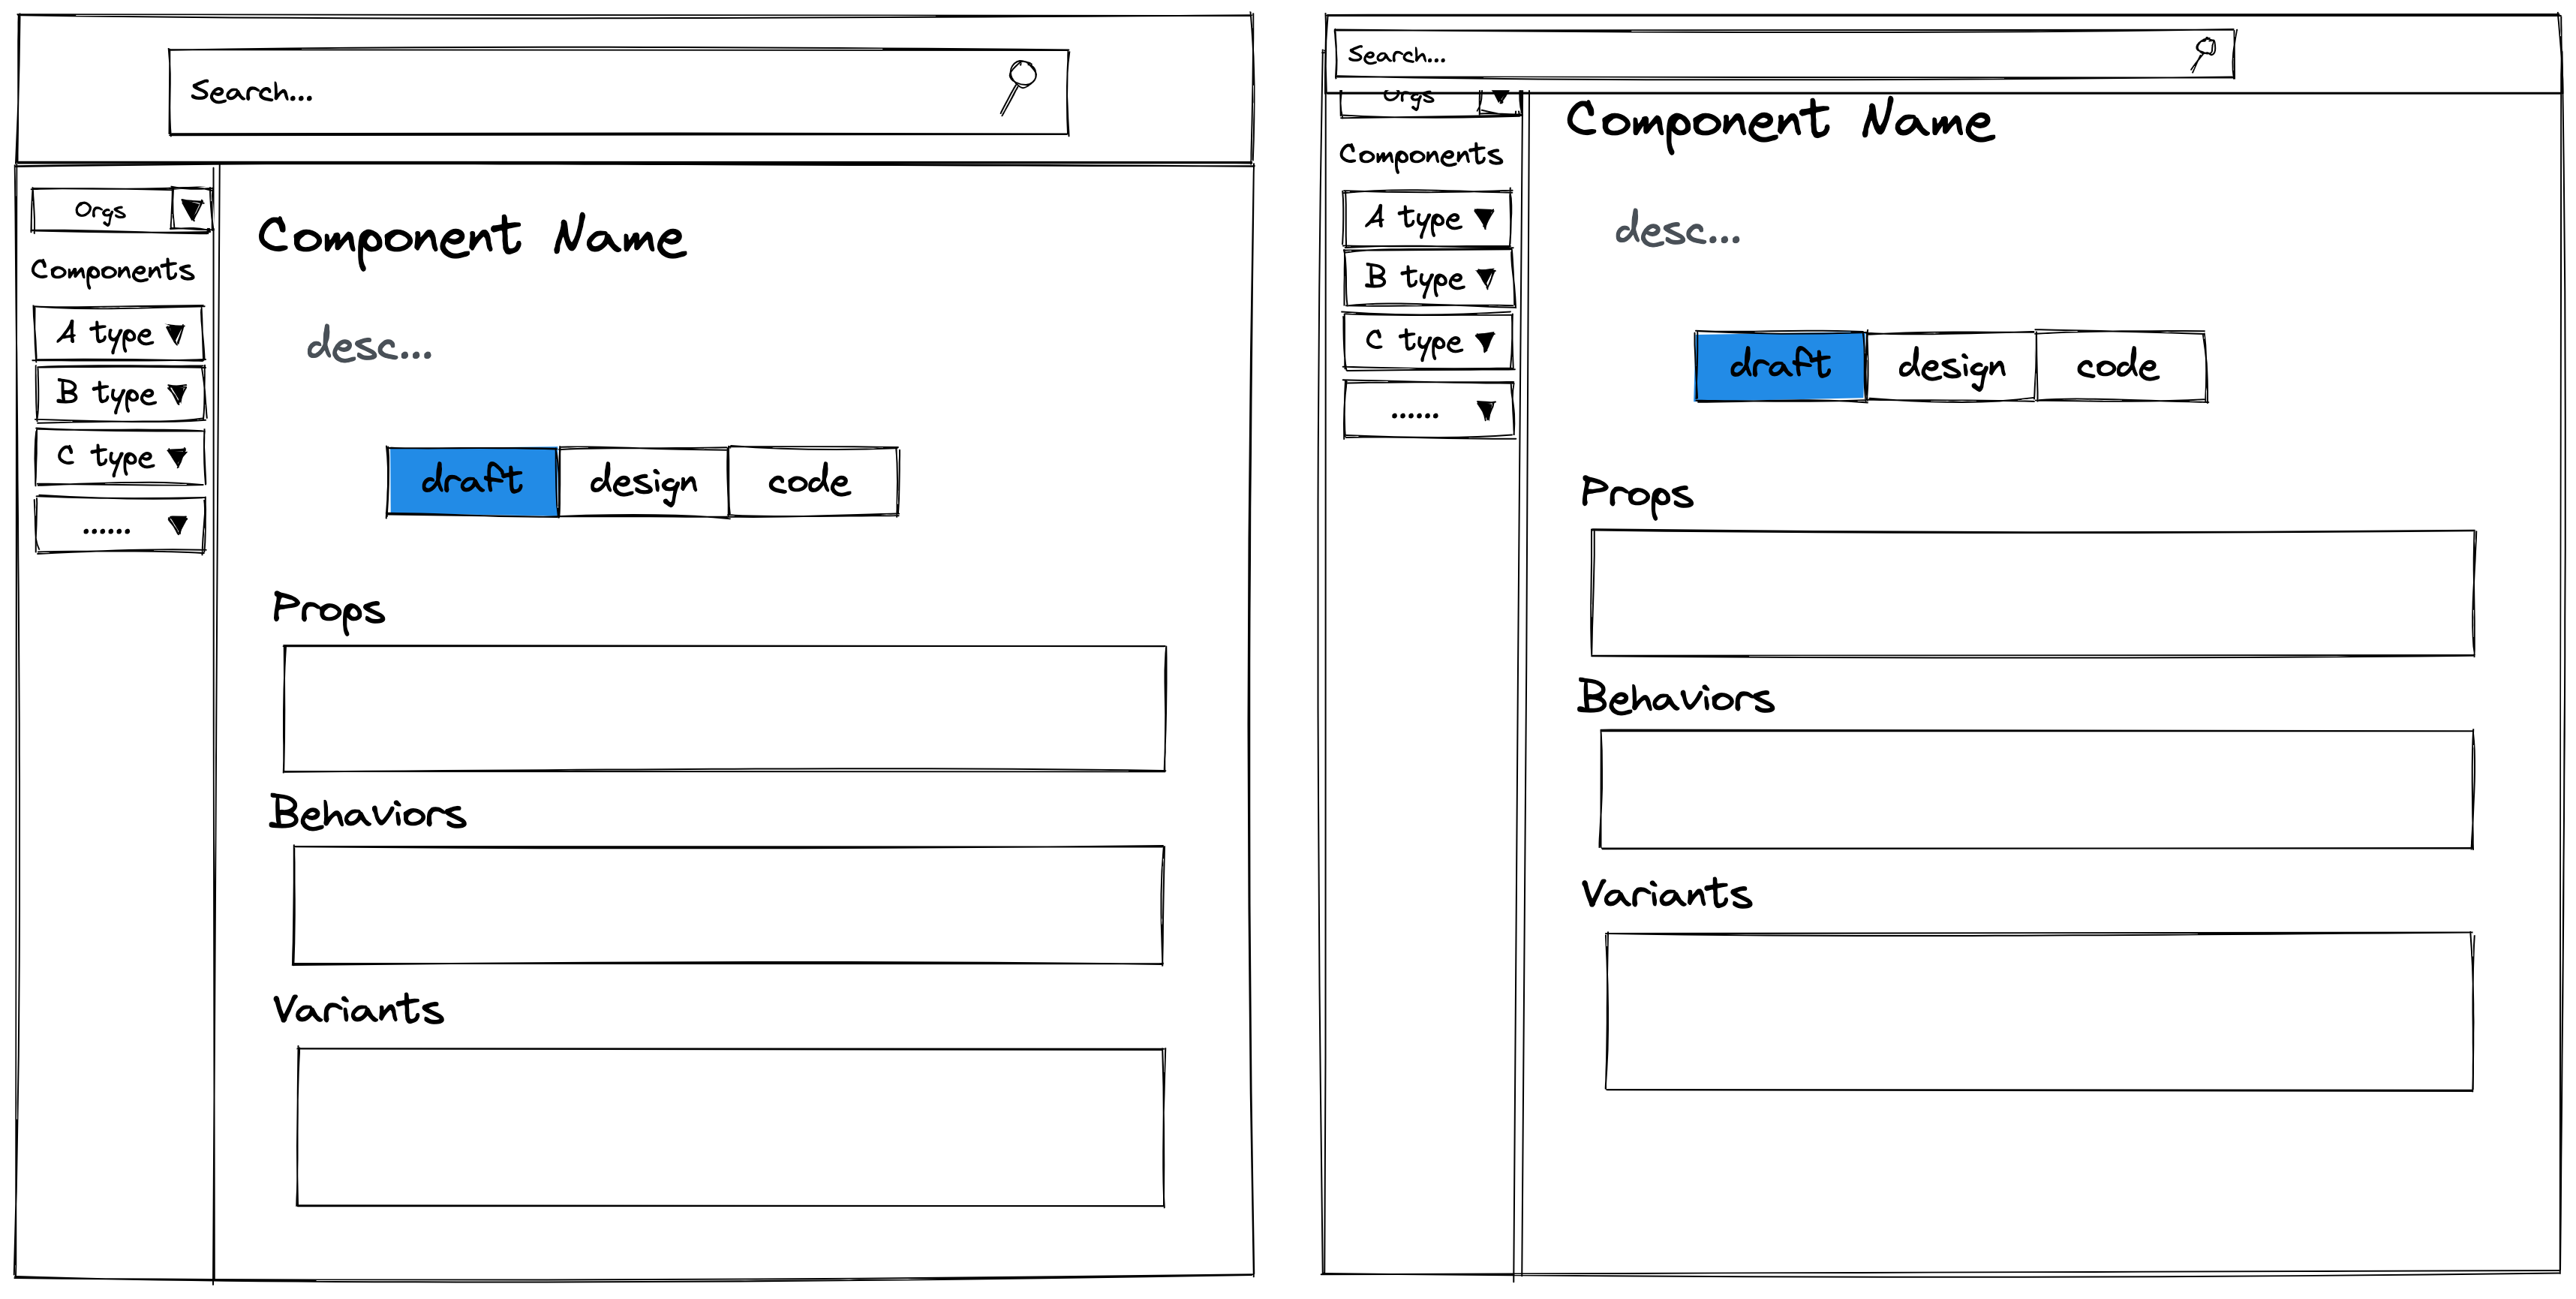 Search...
Orgs
Components
A type
B type
C type
......
Component Name
desc...
draft design code
Props
Behaviors
Variants
Search...
Orgs
Components
A type
B type
C type
......
Component Name
desc...
draft design code
Props
Behaviors
Variants